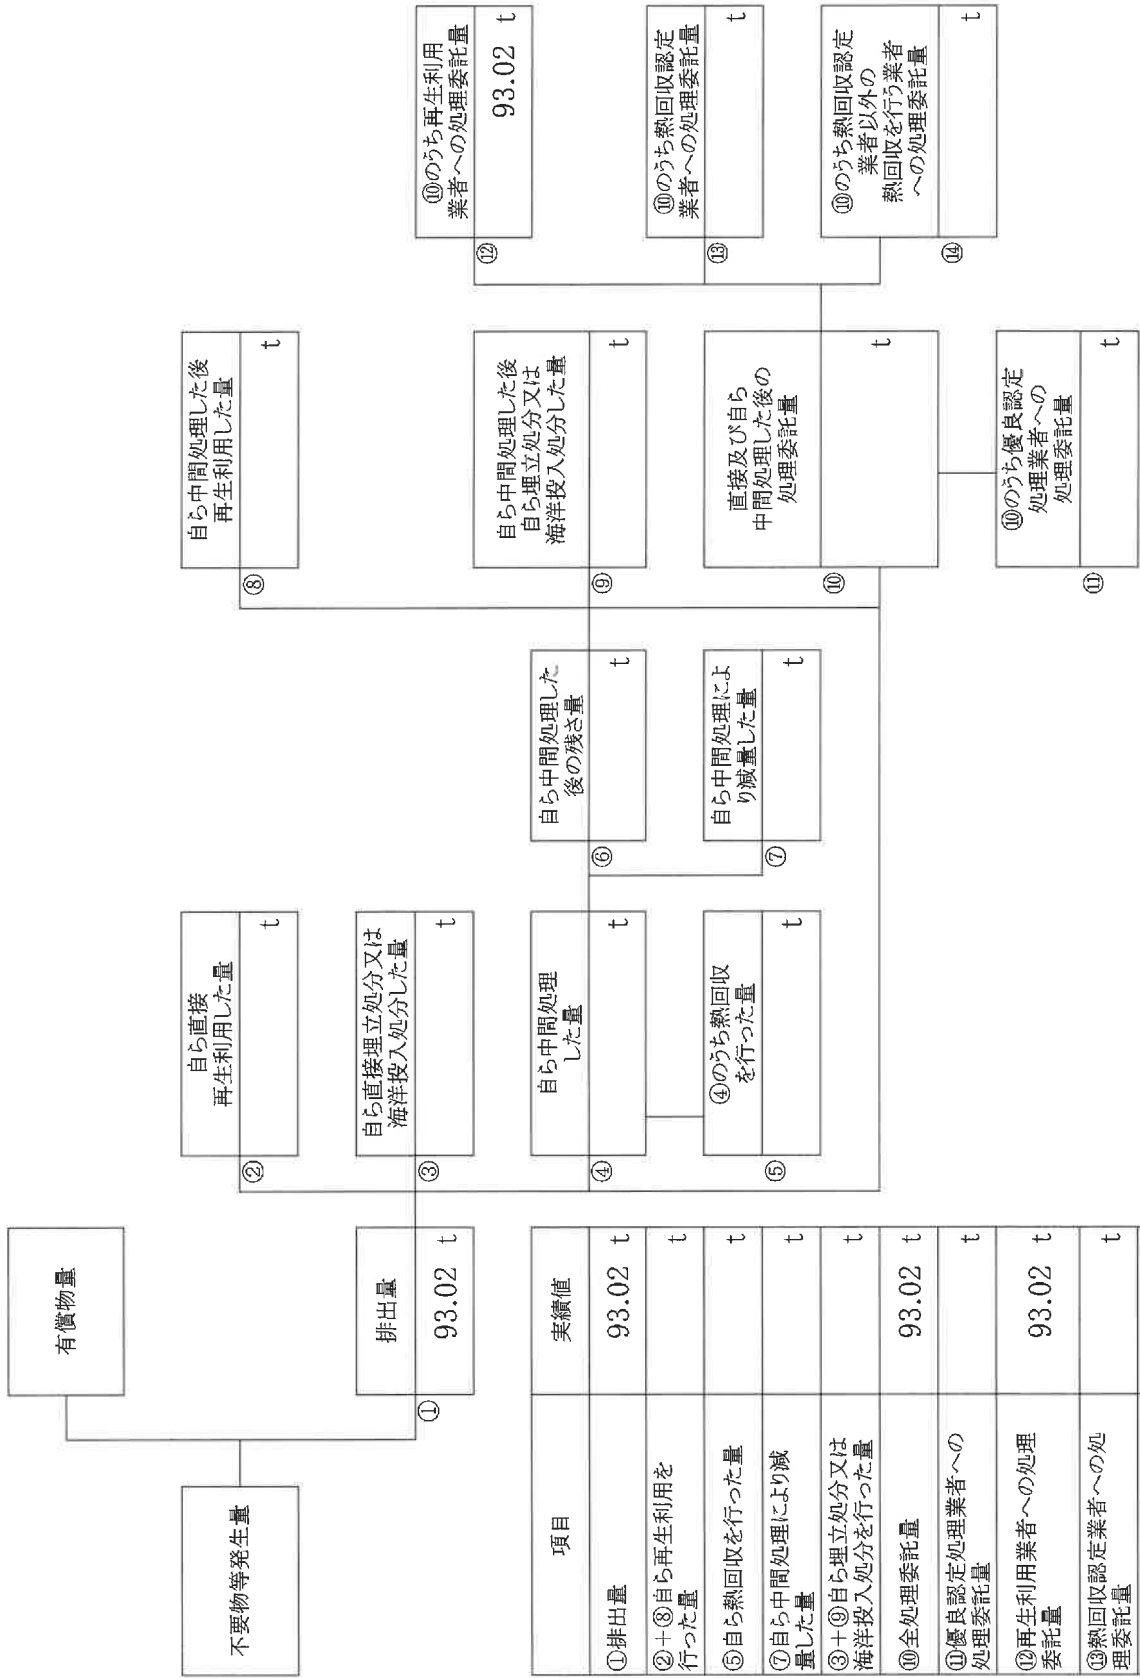 不要物等発生量
有償物量
排出量
① 93.02 t
自ら直接
再生利用した量
② t
自ら直接埋立処分又は
海洋投入処分した量
③ t
自ら中間処理
した量
④ t
④のうち熱回収
を行った量
⑤ t
自ら中間処理した
後の残さ量
⑥ t
自ら中間処理によ
り減量した量
⑦ t
自ら中間処理した後
再生利用した量
⑧ t
自ら中間処理した後
自ら埋立処分又は
海洋投入処分した量
⑨ t
直接及び自ら
中間処理した後の
処理委託量
⑩ t
⑩のうち優良認定
処理業者への
処理委託量
⑪ t
⑩のうち再生利用
業者への処理委託量
⑫ 93.02 t
⑩のうち熱回収認定
業者への処理委託量
⑬ t
⑩のうち熱回収認定
業者以外の
熱回収を行う業者
への処理委託量
⑭ t
項目 実績値
①排出量 93.02 t
②+⑧自ら再生利用を
行った量 t
⑤自ら熱回収を行った量 t
⑦自ら中間処理により減
量した量 t
③+⑨自ら埋立処分又は
海洋投入処分を行った量 t
⑩全処理委託量 93.02 t
⑪優良認定処理業者への
処理委託量 t
⑫再生利用業者への処理
委託量 93.02 t
⑬熱回収認定業者への処
理委託量 t